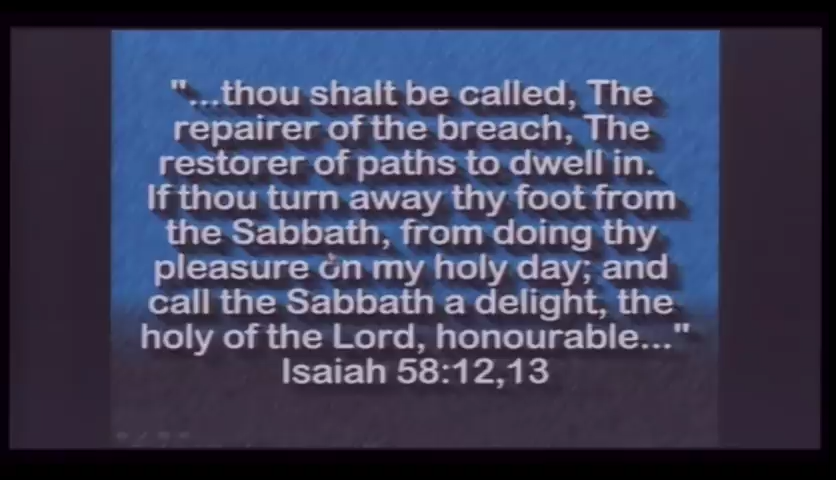 "...thou shalt be called, The
repairer of the breach, The
restorer of paths to dwell in.
If thou turn away thy foot from
the Sabbath, from doing thy
pleasure on my holy day; and
call the Sabbath a delight, the
holy of the Lord, honourable..."
Isaiah 58:12,13